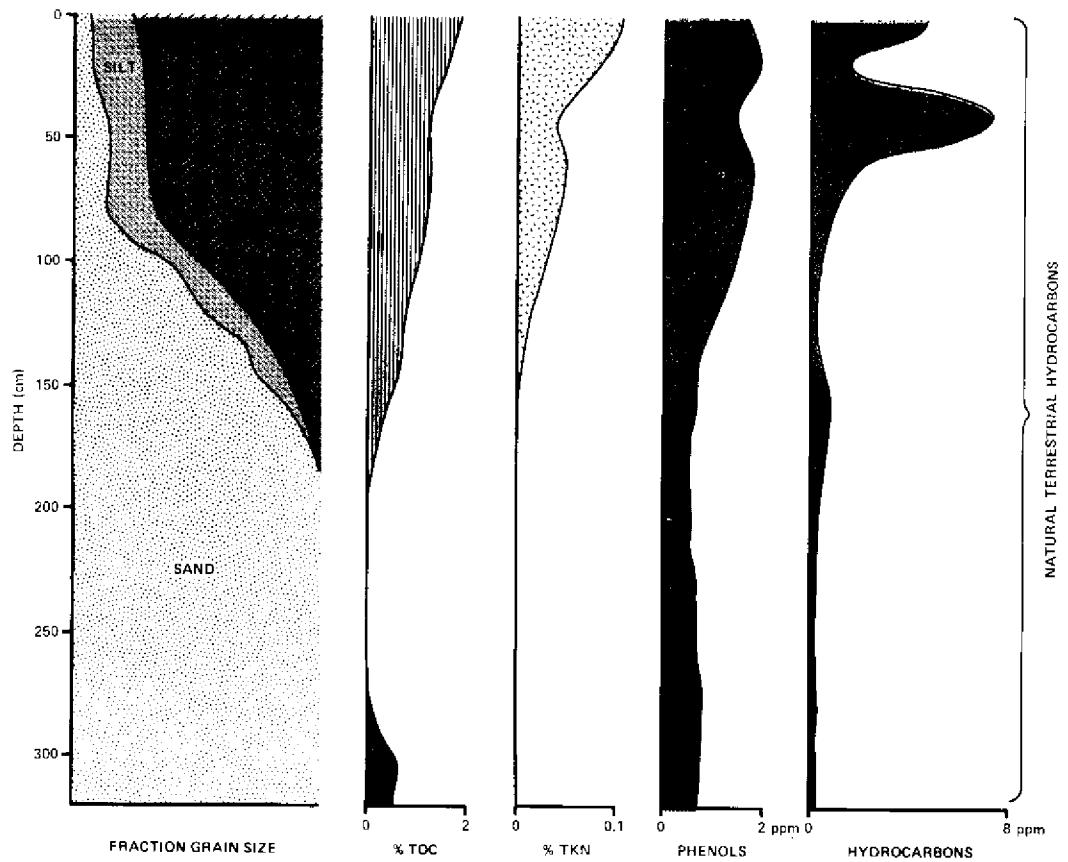 0
50
100
150
200
250
300
DEPTH (cm)
SILT
SAND
0 2
0 0.1
0 2 ppm
0 8 ppm
FRACTION GRAIN SIZE
% TOC
% TKN
PHENOLS
HYDROCARBONS
NATURAL TERRESTRIAL HYDROCARBONS